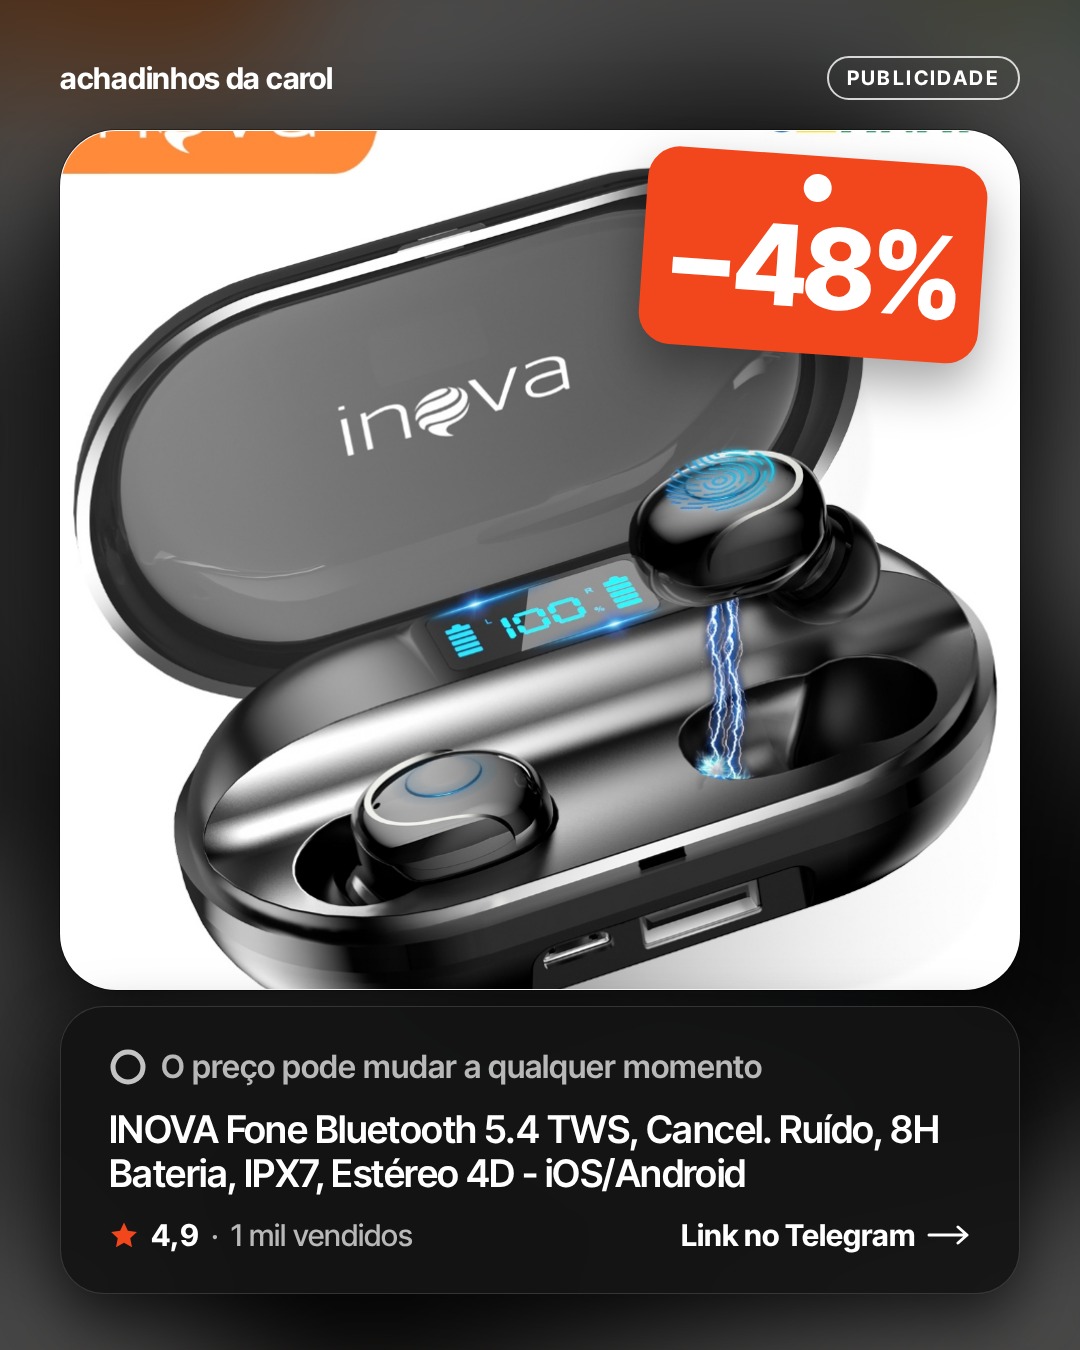 achadinhos da carol
PUBLICIDADE
-48%
inova
L 100 % R
O preço pode mudar a qualquer momento
INOVA Fone Bluetooth 5.4 TWS, Cancel. Ruído, 8H
Bateria, IPX7, Estéreo 4D - iOS/Android
4,9 · 1 mil vendidos
Link no Telegram →